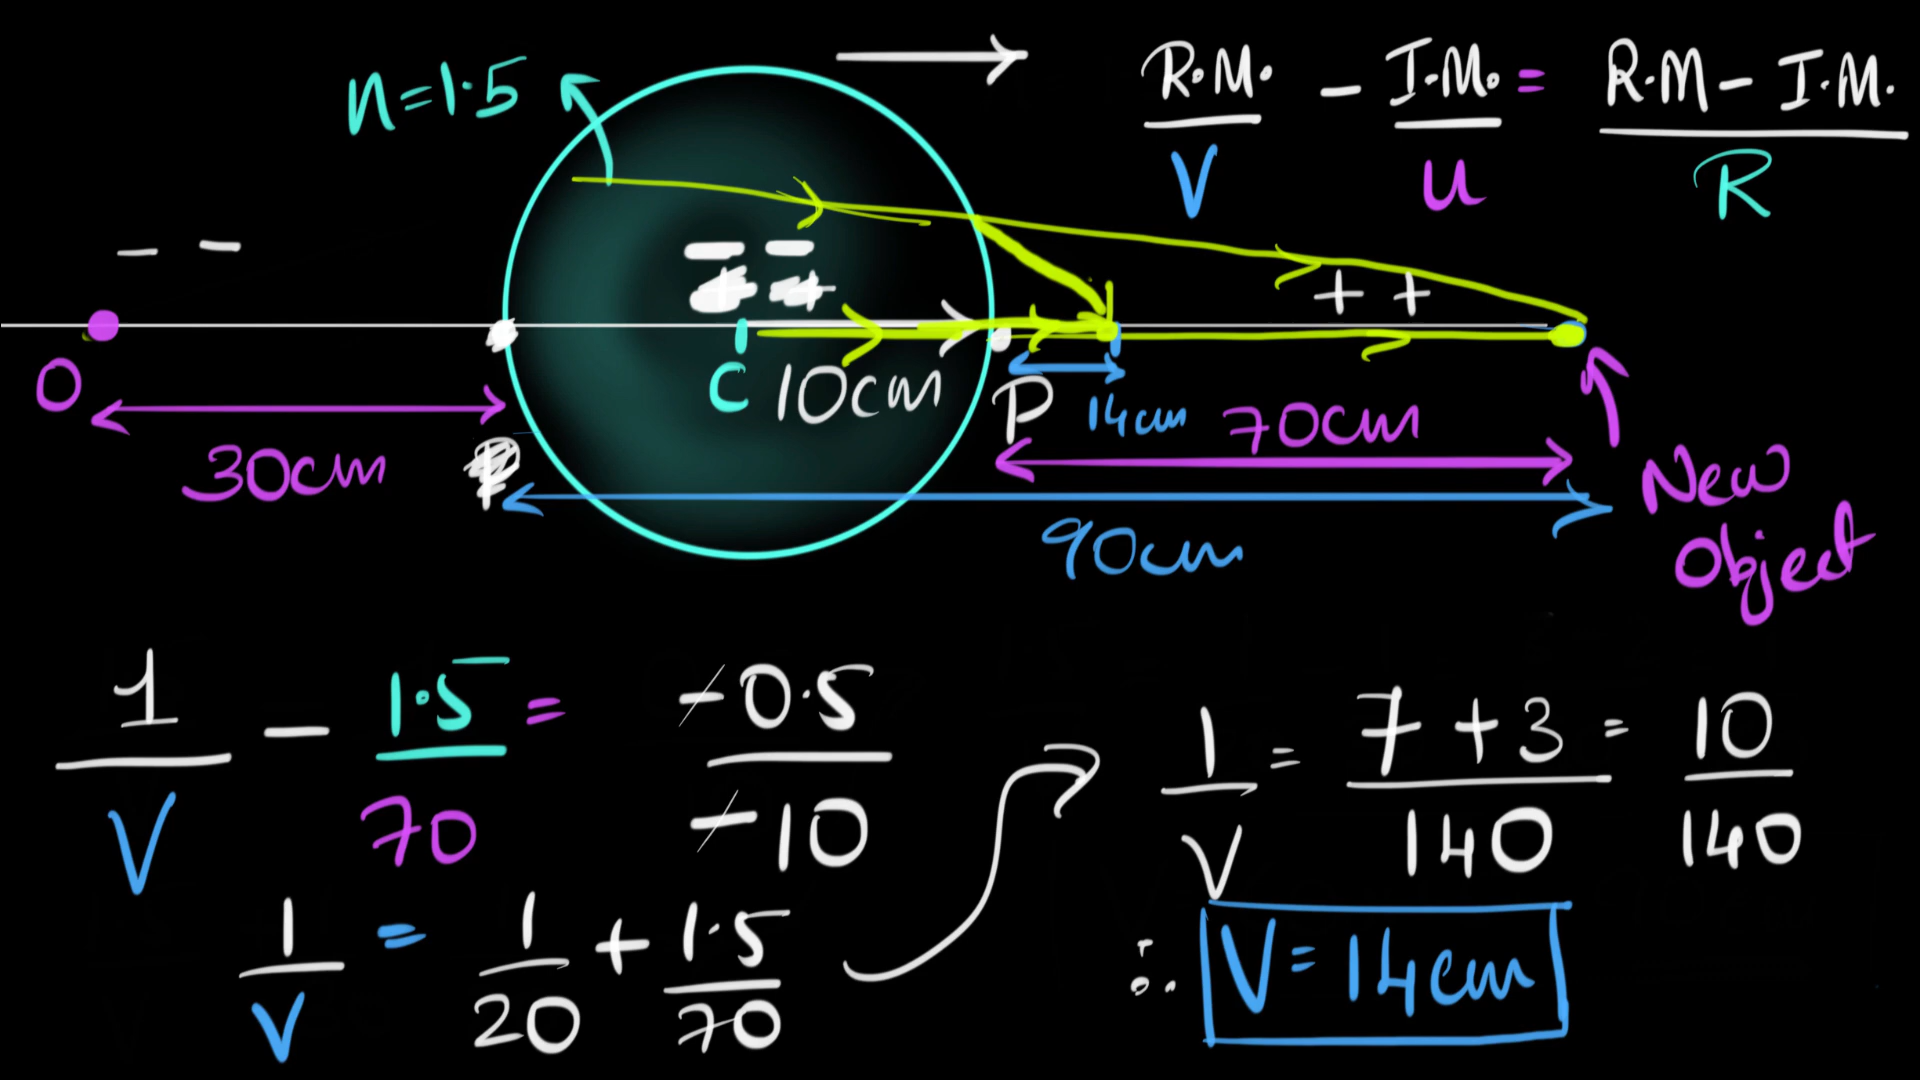 n=1.5
R.M. / V - I.M. / u = R.M - I.M. / R
- -
- -
+ +
O
C
10cm
P
14cm
70cm
30cm
P
90cm
New
Object
1 / V - 1.5 / 70 = -0.5 / -10
1 / V = 1 / 20 + 1.5 / 70
1 / V = 7 + 3 / 140 = 10 / 140
∴ V = 14cm